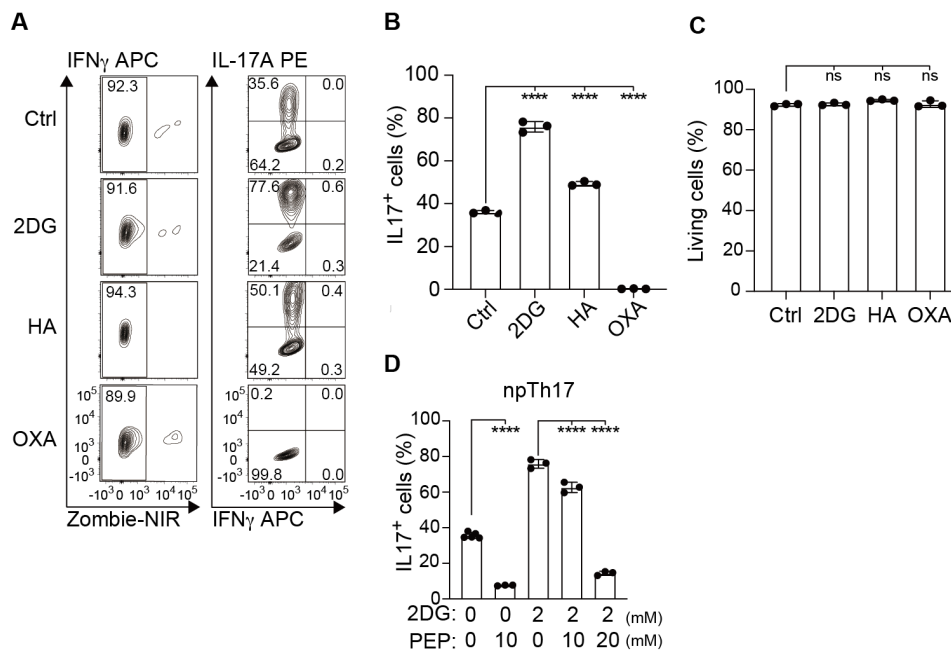 A
IFNγ APC
IL-17A PE
Ctrl
92.3
35.6 0.0
64.2 0.2
2DG
91.6
77.6 0.6
21.4 0.3
HA
94.3
50.1 0.4
49.2 0.3
OXA
89.9
0.2 0.0
99.8 0.0
10⁵
10⁴
10³
0
-10³
10⁵
10⁴
10³
0
-10³
-10³ 0 10³ 10⁴ 10⁵
-10³ 0 10³ 10⁴ 10⁵
Zombie-NIR
IFNγ APC
B
IL17⁺ cells (%)
100
80
60
40
20
0
**** **** ****
Ctrl 2DG HA OXA
C
Living cells (%)
100
80
60
40
20
0
ns ns ns
Ctrl 2DG HA OXA
D
npTh17
IL17⁺ cells (%)
100
80
60
40
20
0
**** **** ****
2DG: 0 0 2 2 2 (mM)
PEP: 0 10 0 10 20 (mM)